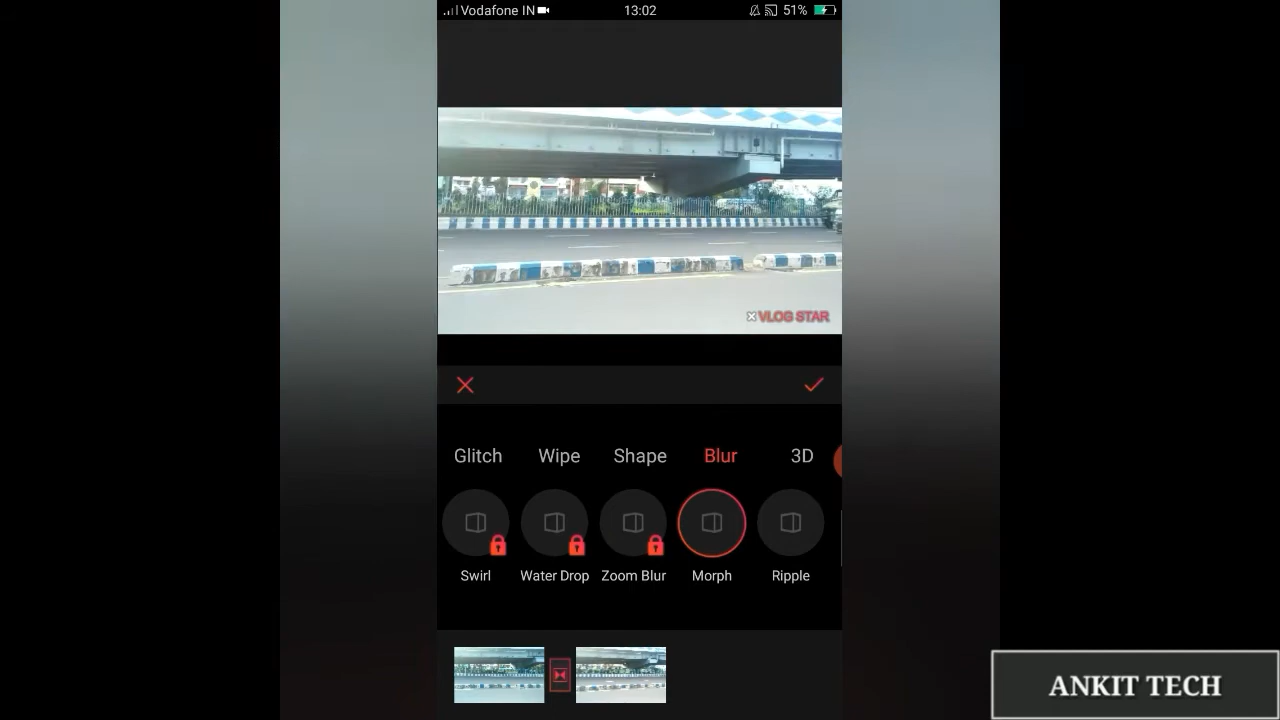 Vodafone IN 13:02 51%
VLOG STAR
Glitch Wipe Shape Blur 3D
Swirl Water Drop Zoom Blur Morph Ripple
ANKIT TECH